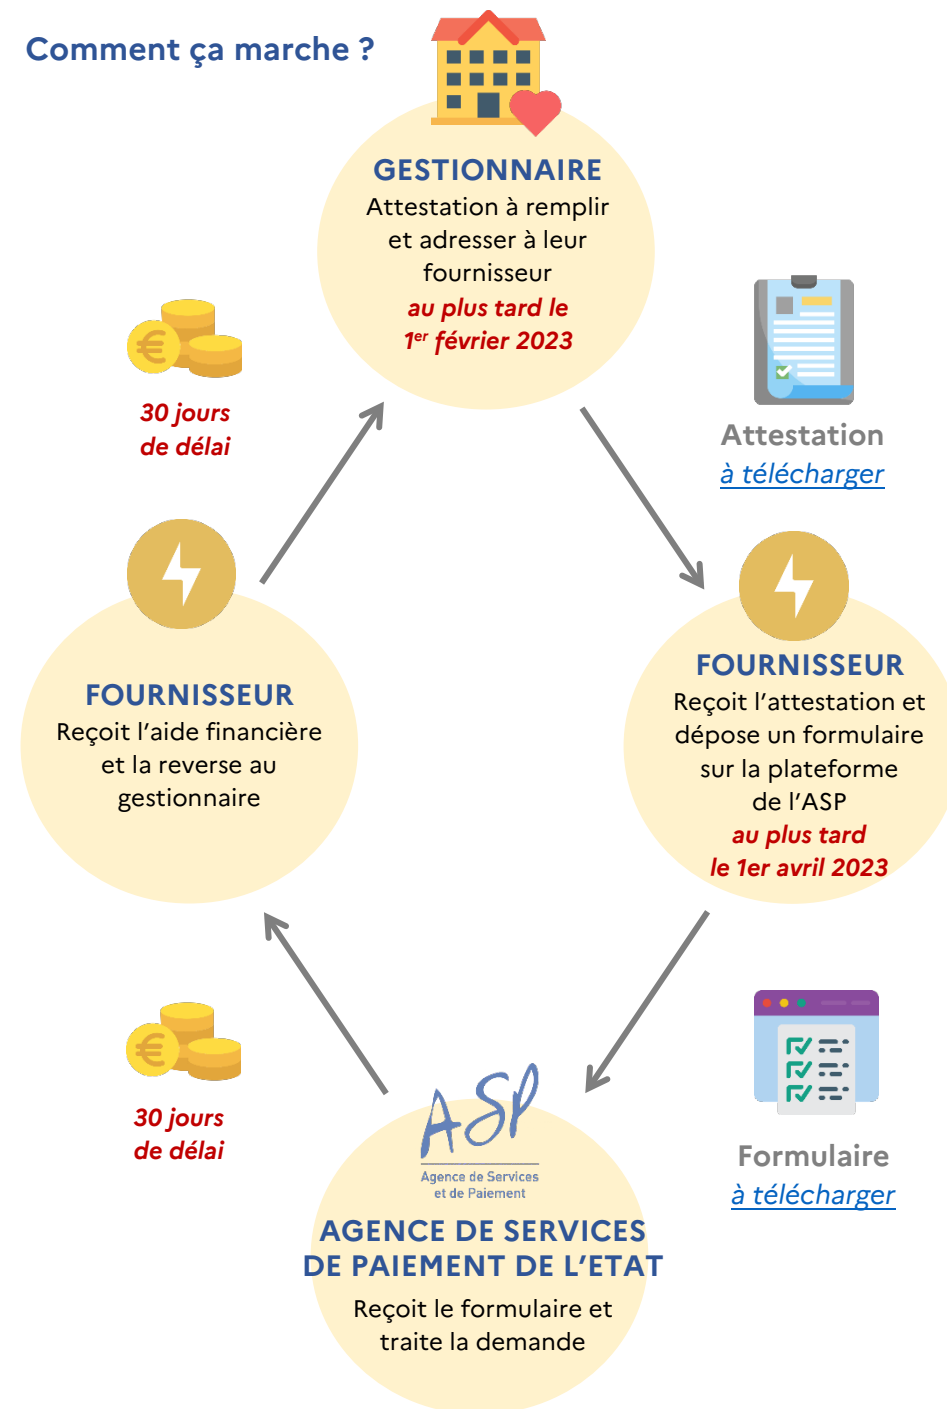 Comment ça marche ?
GESTIONNAIRE
Attestation à remplir
et adresser à leur
fournisseur
au plus tard le
1er février 2023
30 jours
de délai
Attestation
à télécharger
FOURNISSEUR
Reçoit l'aide financière
et la reverse au
gestionnaire
FOURNISSEUR
Reçoit l'attestation et
dépose un formulaire
sur la plateforme
de l'ASP
au plus tard
le 1er avril 2023
30 jours
de délai
Formulaire
à télécharger
ASP
Agence de Services
et de Paiement
AGENCE DE SERVICES
DE PAIEMENT DE L'ETAT
Reçoit le formulaire et
traite la demande